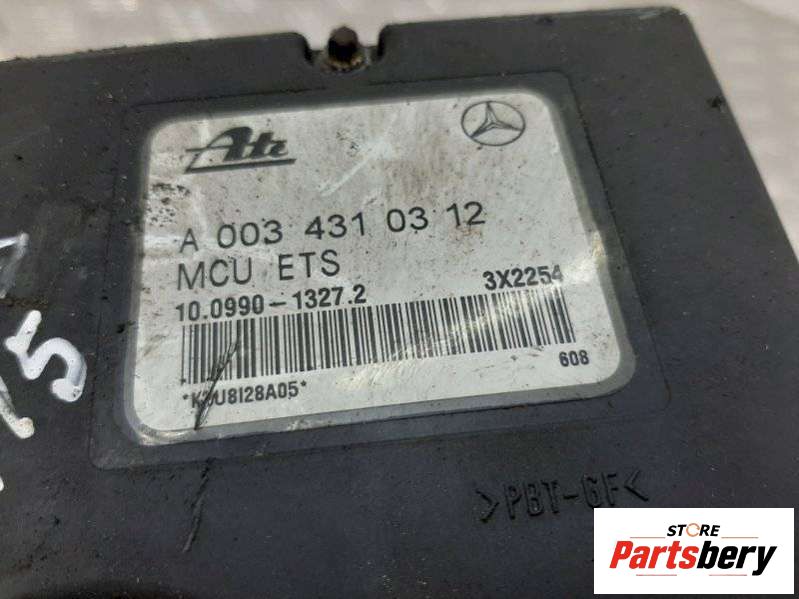 Ate
A 003 431 03 12
MCU ETS
10.0990-1327.2 3X2254
608
>PBT-GF<
STORE
Partsbery